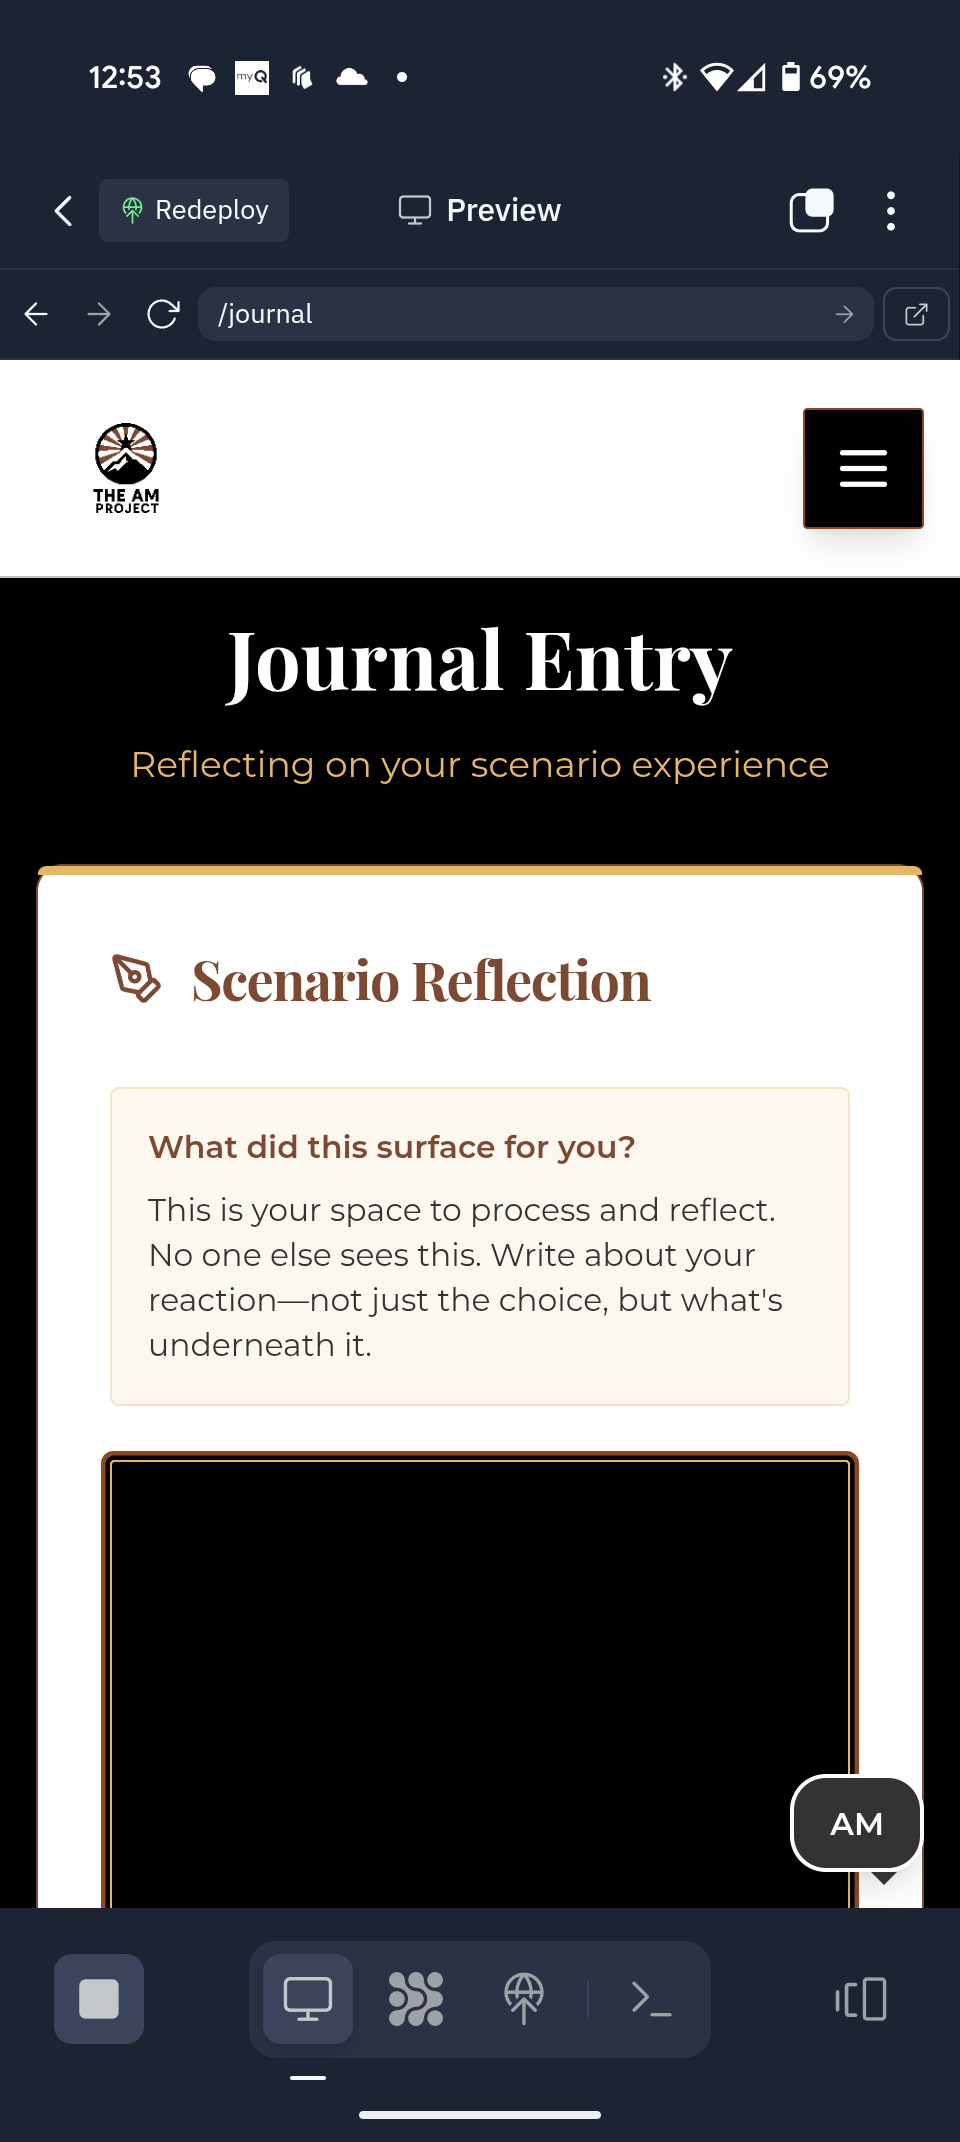 12:53
myQ
69%
Redeploy
Preview
/journal
THE AM
PROJECT
Journal Entry
Reflecting on your scenario experience
Scenario Reflection
What did this surface for you?
This is your space to process and reflect.
No one else sees this. Write about your
reaction—not just the choice, but what's
underneath it.
AM